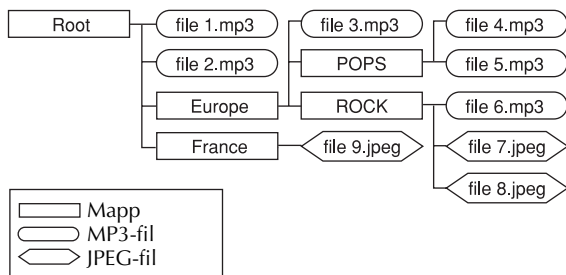 Root
file 1.mp3
file 3.mp3
file 4.mp3
file 2.mp3
POPS
file 5.mp3
Europe
ROCK
file 6.mp3
France
file 9.jpeg
file 7.jpeg
file 8.jpeg
Mapp
MP3-fil
JPEG-fil